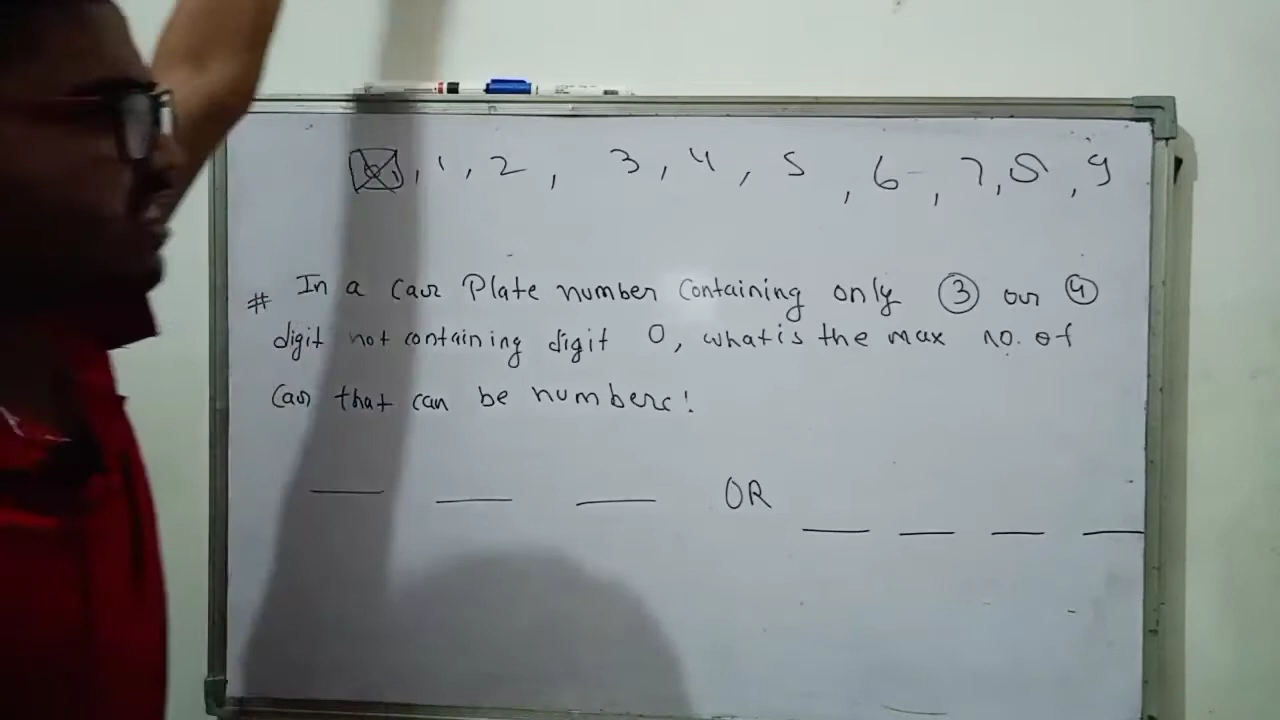 0, 1, 2, 3, 4, 5, 6, 7, 8, 9
# In a car Plate number Containing only 3 or 4
digit not containing digit 0, what is the max no. of
Car that can be numbers!
OR